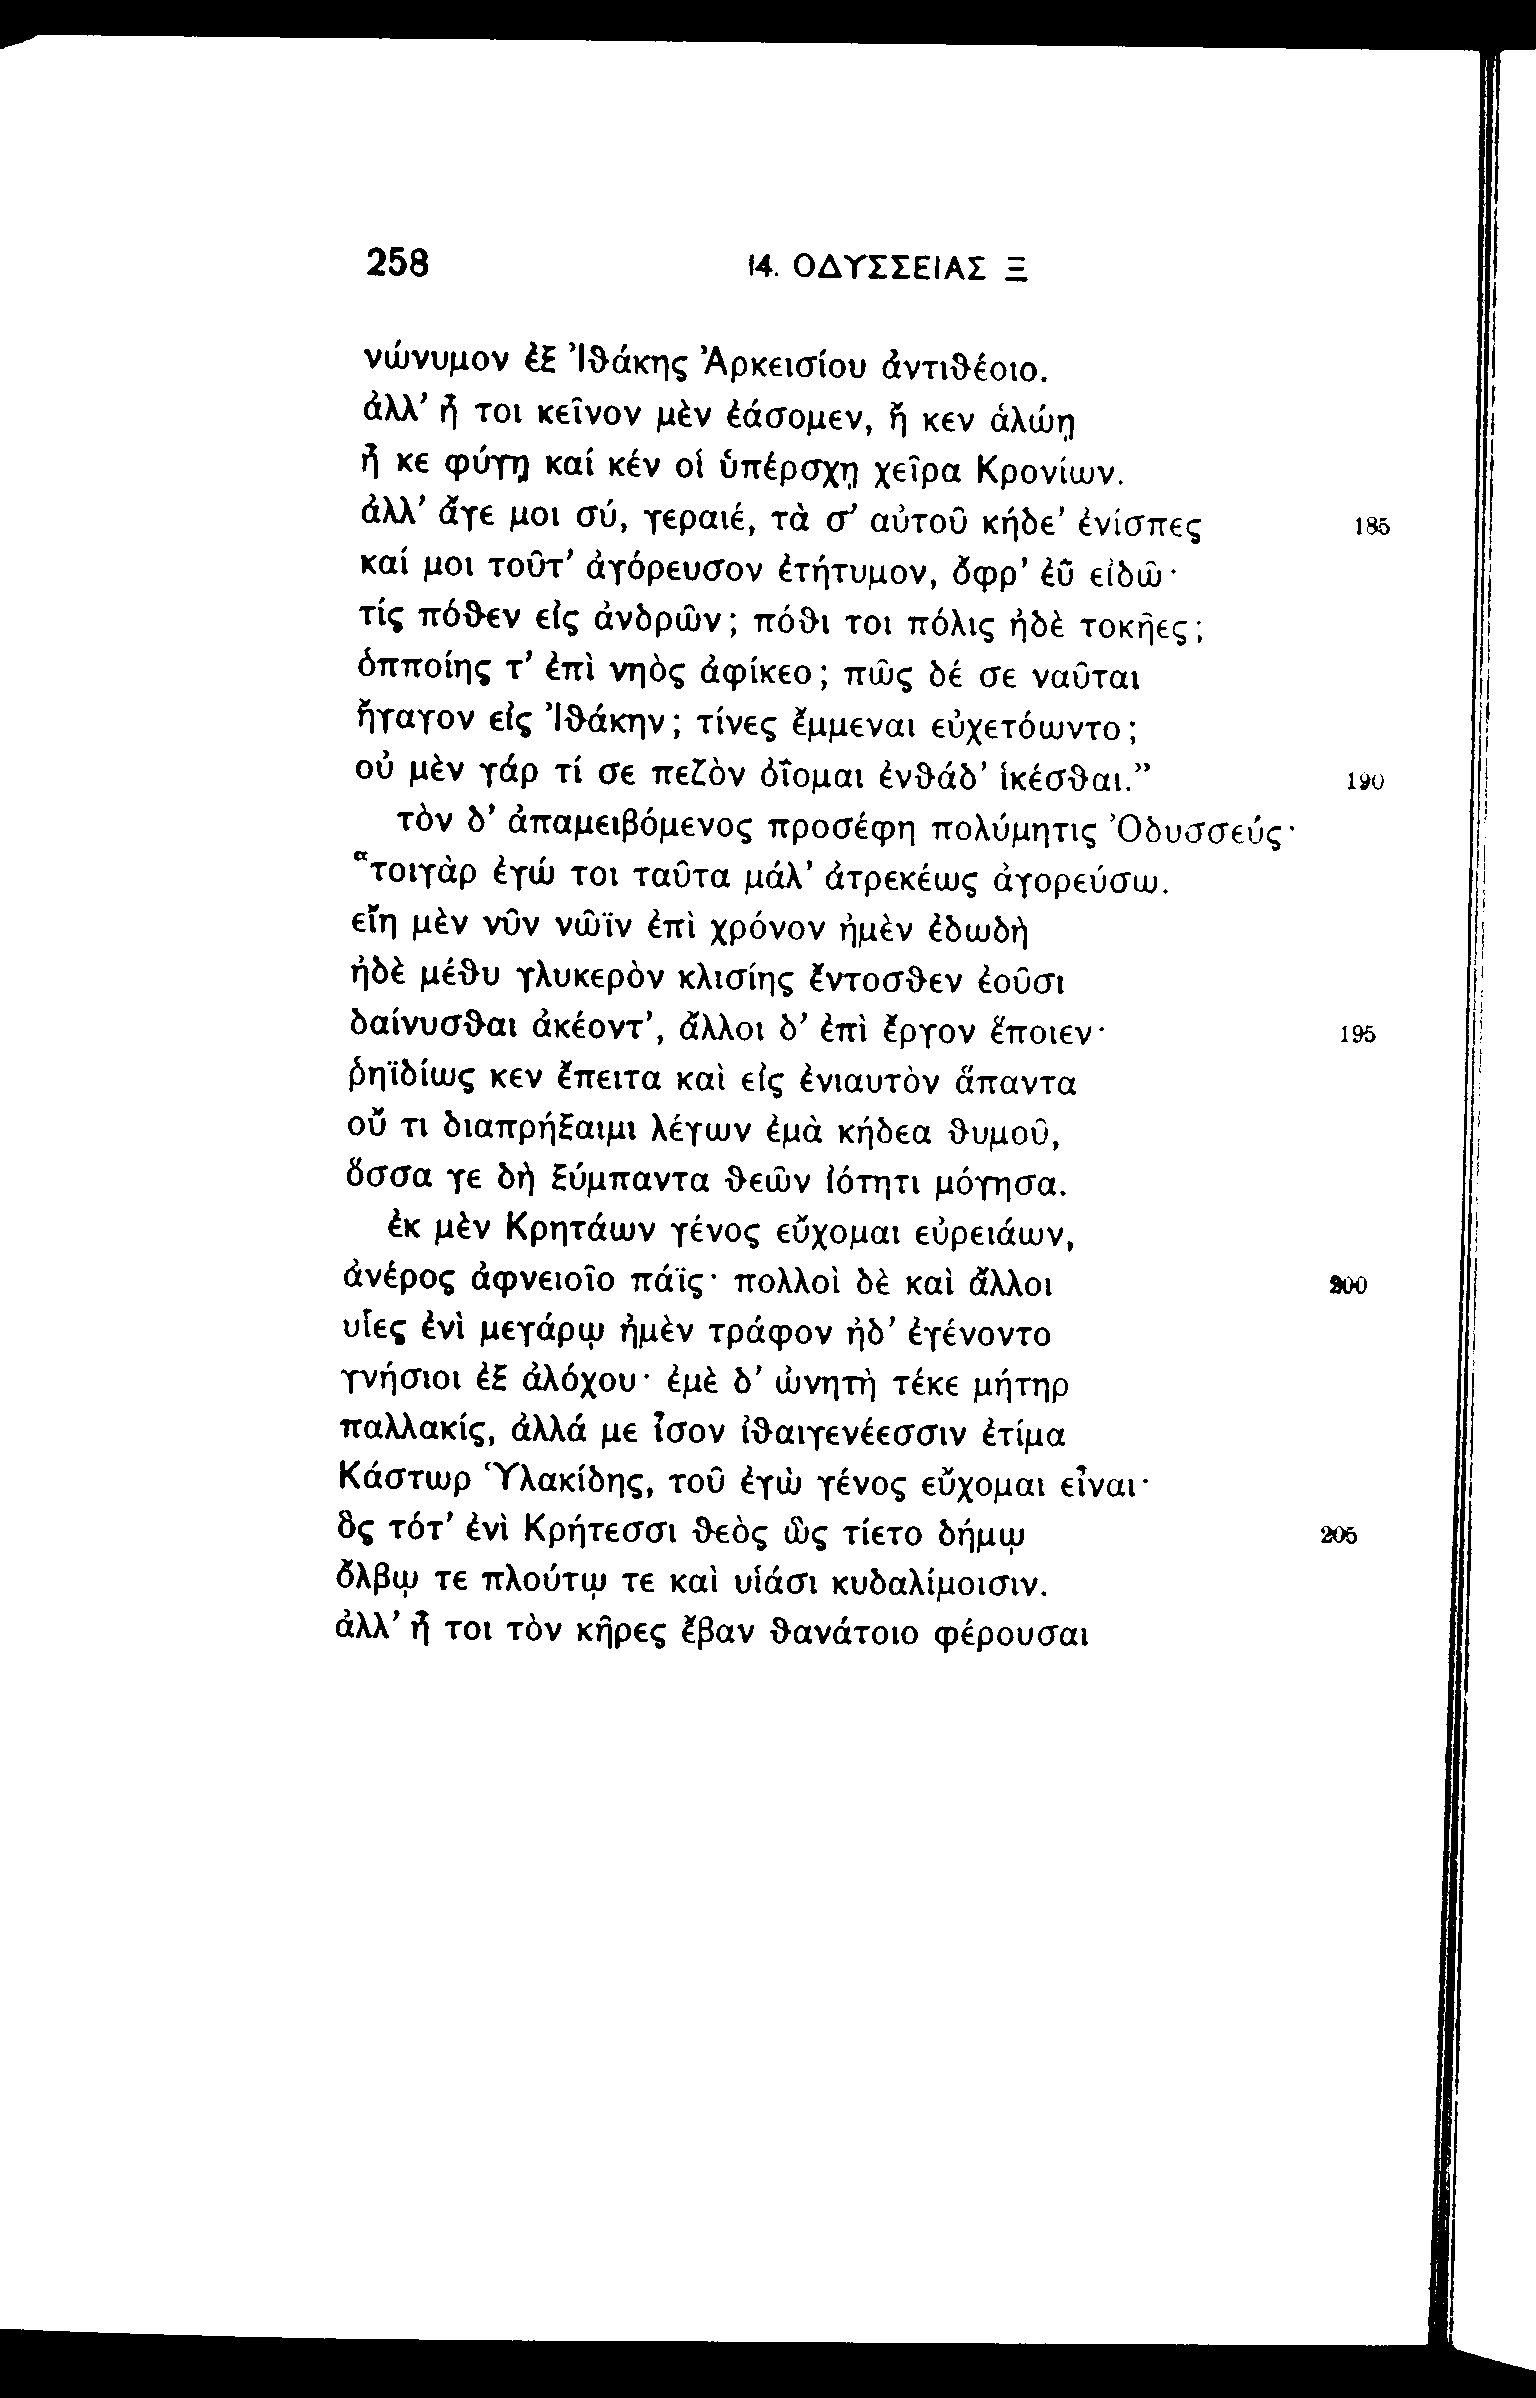 258 14. ΟΔΥΣΣΕΙΑΣ Ξ
νώνυμον ἐξ Ἰθάκης Ἀρκεισίου ἀντιθέοιο.
ἀλλ’ ἦ τοι κεῖνον μὲν ἐάσομεν, ἤ κεν ἁλώῃ
ἦ κε φύγῃ καί κέν οἱ ὑπέρσχῃ χεῖρα Κρονίων.
ἀλλ’ ἄγε μοι σύ, γεραιέ, τὰ σ’ αὐτοῦ κήδε’ ἐνίσπες 185
καί μοι τοῦτ’ ἀγόρευσον ἐτήτυμον, ὄφρ’ ἐῢ εἰδῶ·
τίς πόθεν εἰς ἀνδρῶν; πόθι τοι πόλις ἠδὲ τοκῆες;
ὁπποίης τ’ ἐπὶ νηὸς ἀφίκεο; πῶς δέ σε ναῦται
ἤγαγον εἰς Ἰθάκην; τίνες ἔμμεναι εὐχετόωντο;
οὐ μὲν γάρ τί σε πεζὸν ὀΐομαι ἐνθάδ’ ἱκέσθαι.” 190
τὸν δ’ ἀπαμειβόμενος προσέφη πολύμητις Ὀδυσσεύς·
“τοιγὰρ ἐγώ τοι ταῦτα μάλ’ ἀτρεκέως ἀγορεύσω.
εἴη μὲν νῦν νῶϊν ἐπὶ χρόνον ἠμὲν ἐδωδὴ
ἠδὲ μέθυ γλυκερὸν κλισίης ἔντοσθεν ἐοῦσι
δαίνυσθαι ἀκέοντ’, ἄλλοι δ’ ἐπὶ ἔργον ἕποιεν· 195
ῥηϊδίως κεν ἔπειτα καὶ εἰς ἐνιαυτὸν ἅπαντα
οὔ τι διαπρήξαιμι λέγων ἐμὰ κήδεα θυμοῦ,
ὅσσα γε δὴ ξύμπαντα θεῶν ἰότητι μόγησα.
ἐκ μὲν Κρητάων γένος εὔχομαι εὐρειάων,
ἀνέρος ἀφνειοῖο πάϊς· πολλοὶ δὲ καὶ ἄλλοι 200
υἷες ἐνὶ μεγάρῳ ἠμὲν τράφον ἠδ’ ἐγένοντο
γνήσιοι ἐξ ἀλόχου· ἐμὲ δ’ ὠνητὴ τέκε μήτηρ
παλλακίς, ἀλλά με ἶσον ἰθαιγενέεσσιν ἐτίμα
Κάστωρ Ὑλακίδης, τοῦ ἐγὼ γένος εὔχομαι εἶναι·
ὃς τότ’ ἐνὶ Κρήτεσσι θεὸς ὣς τίετο δήμῳ 205
ὄλβῳ τε πλούτῳ τε καὶ υἱάσι κυδαλίμοισιν.
ἀλλ’ ἦ τοι τὸν κῆρες ἔβαν θανάτοιο φέρουσαι